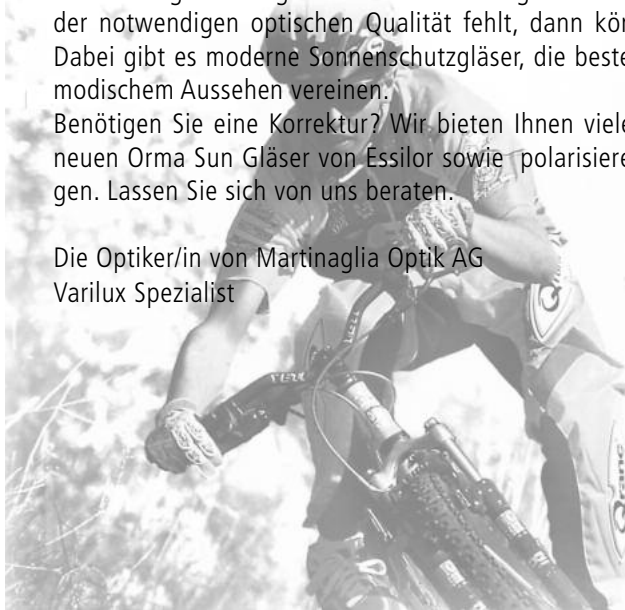 der notwendigen optischen Qualität fehlt, dann kön
Dabei gibt es moderne Sonnenschutzgläser, die beste
modischem Aussehen vereinen.
Benötigen Sie eine Korrektur? Wir bieten Ihnen viele
neuen Orma Sun Gläser von Essilor sowie polarisiere
gen. Lassen Sie sich von uns beraten.
Die Optiker/in von Martinaglia Optik AG
Varilux Spezialist